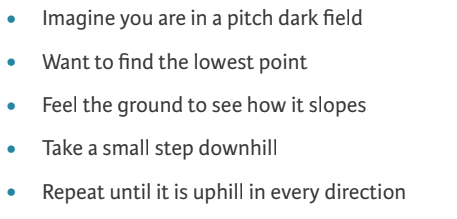 • Imagine you are in a pitch dark field
• Want to find the lowest point
• Feel the ground to see how it slopes
• Take a small step downhill
• Repeat until it is uphill in every direction